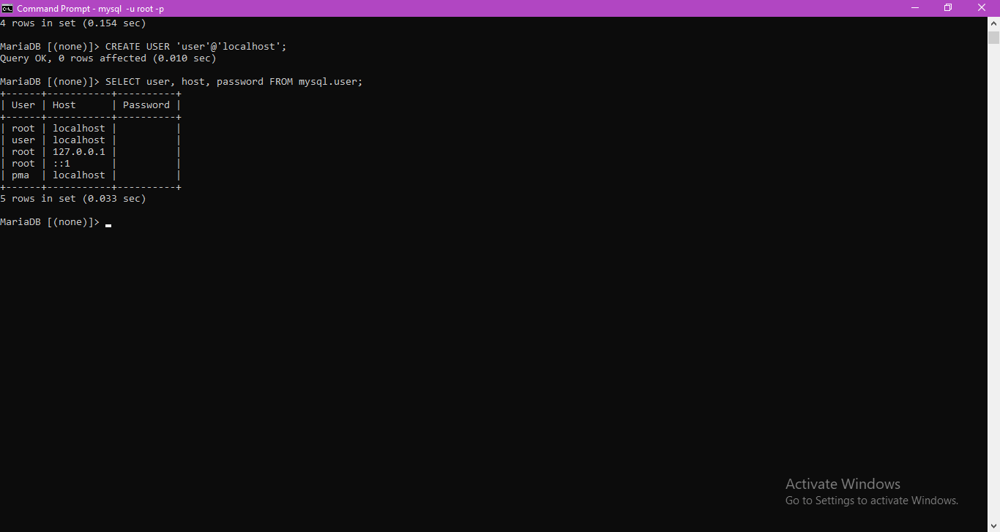 Command Prompt - mysql -u root -p
4 rows in set (0.154 sec)
MariaDB [(none)]> CREATE USER 'user'@'localhost';
Query OK, 0 rows affected (0.010 sec)
MariaDB [(none)]> SELECT user, host, password FROM mysql.user;
+------+-----------+----------+
| User | Host      | Password |
+------+-----------+----------+
| root | localhost |          |
| user | localhost |          |
| root | 127.0.0.1 |          |
| root | ::1       |          |
| pma  | localhost |          |
+------+-----------+----------+
5 rows in set (0.033 sec)
MariaDB [(none)]> _
Activate Windows
Go to Settings to activate Windows.